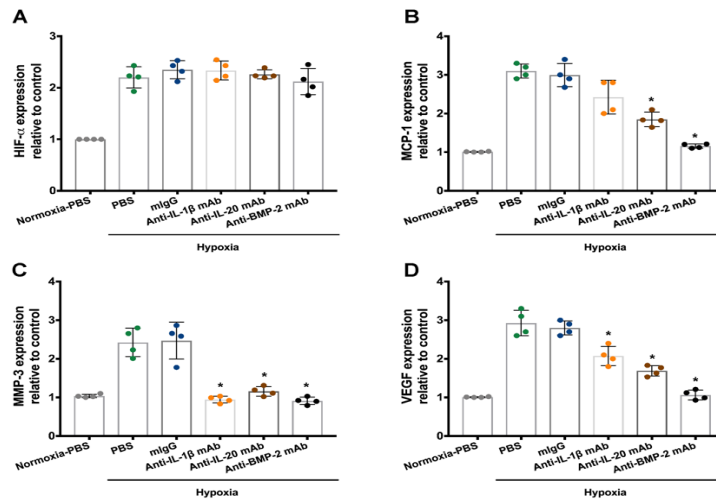 A
HIF-α expression
relative to control
4
3
2
1
0
Normoxia-PBS
PBS
mIgG
Anti-IL-1β mAb
Anti-IL-20 mAb
Anti-BMP-2 mAb
Hypoxia
B
MCP-1 expression
relative to control
4
3
2
1
0
*
*
Normoxia-PBS
PBS
mIgG
Anti-IL-1β mAb
Anti-IL-20 mAb
Anti-BMP-2 mAb
Hypoxia
C
MMP-3 expression
relative to control
4
3
2
1
0
*
*
*
Normoxia-PBS
PBS
mIgG
Anti-IL-1β mAb
Anti-IL-20 mAb
Anti-BMP-2 mAb
Hypoxia
D
VEGF expression
relative to control
4
3
2
1
0
*
*
*
Normoxia-PBS
PBS
mIgG
Anti-IL-1β mAb
Anti-IL-20 mAb
Anti-BMP-2 mAb
Hypoxia